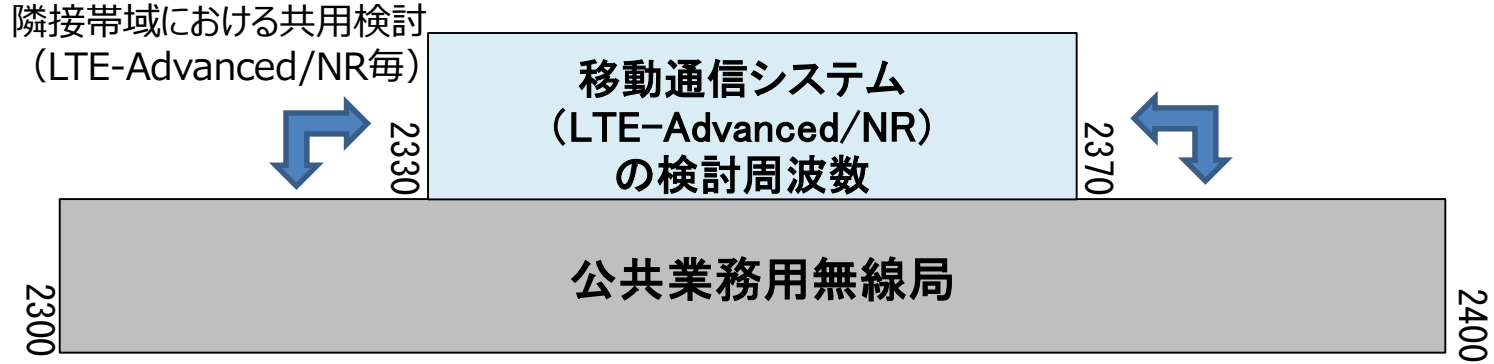 隣接帯域における共用検討
（LTE-Advanced/NR毎）
移動通信システム
（LTE-Advanced/NR）
の検討周波数
2330
2370
公共業務用無線局
2300
2400